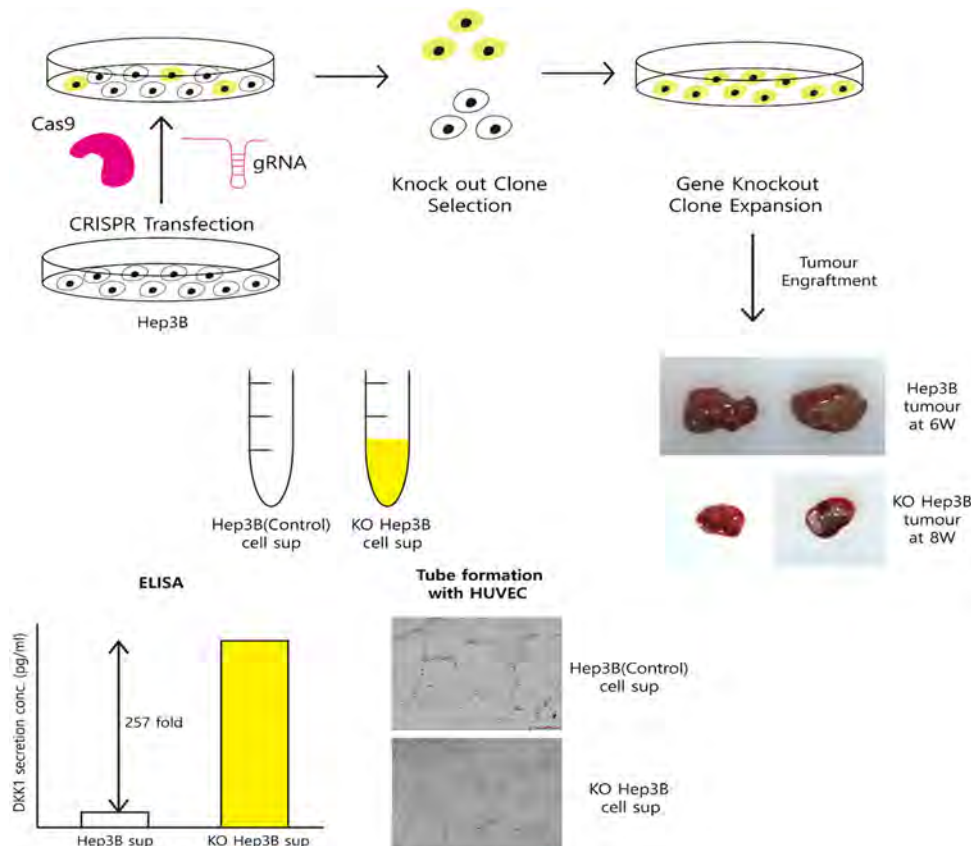 Cas9
gRNA
CRISPR Transfection
Hep3B
Knock out Clone
Selection
Gene Knockout
Clone Expansion
Tumour
Engraftment
Hep3B
tumour
at 6W
KO Hep3B
tumour
at 8W
Hep3B(Control)
cell sup
KO Hep3B
cell sup
ELISA
DKK1 secretion conc. (pg/ml)
257 fold
Hep3B sup
KO Hep3B sup
Tube formation
with HUVEC
Hep3B(Control)
cell sup
KO Hep3B
cell sup